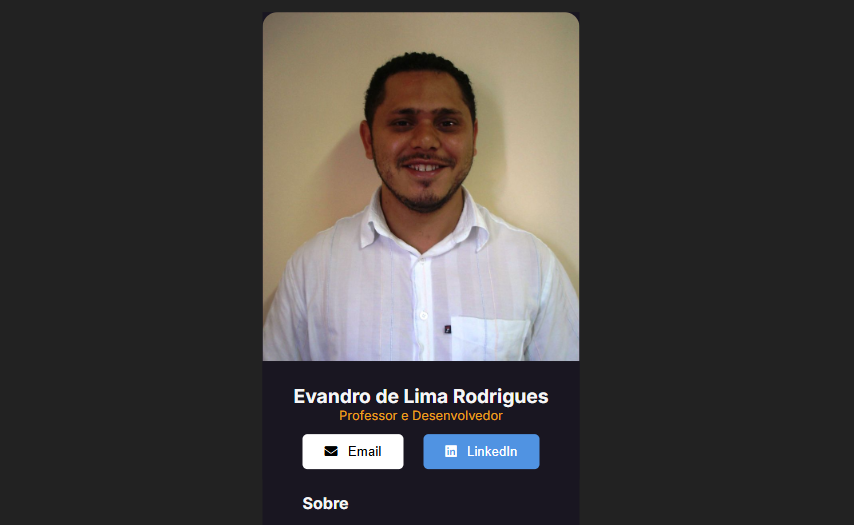 Evandro de Lima Rodrigues
Professor e Desenvolvedor
Email
LinkedIn
Sobre